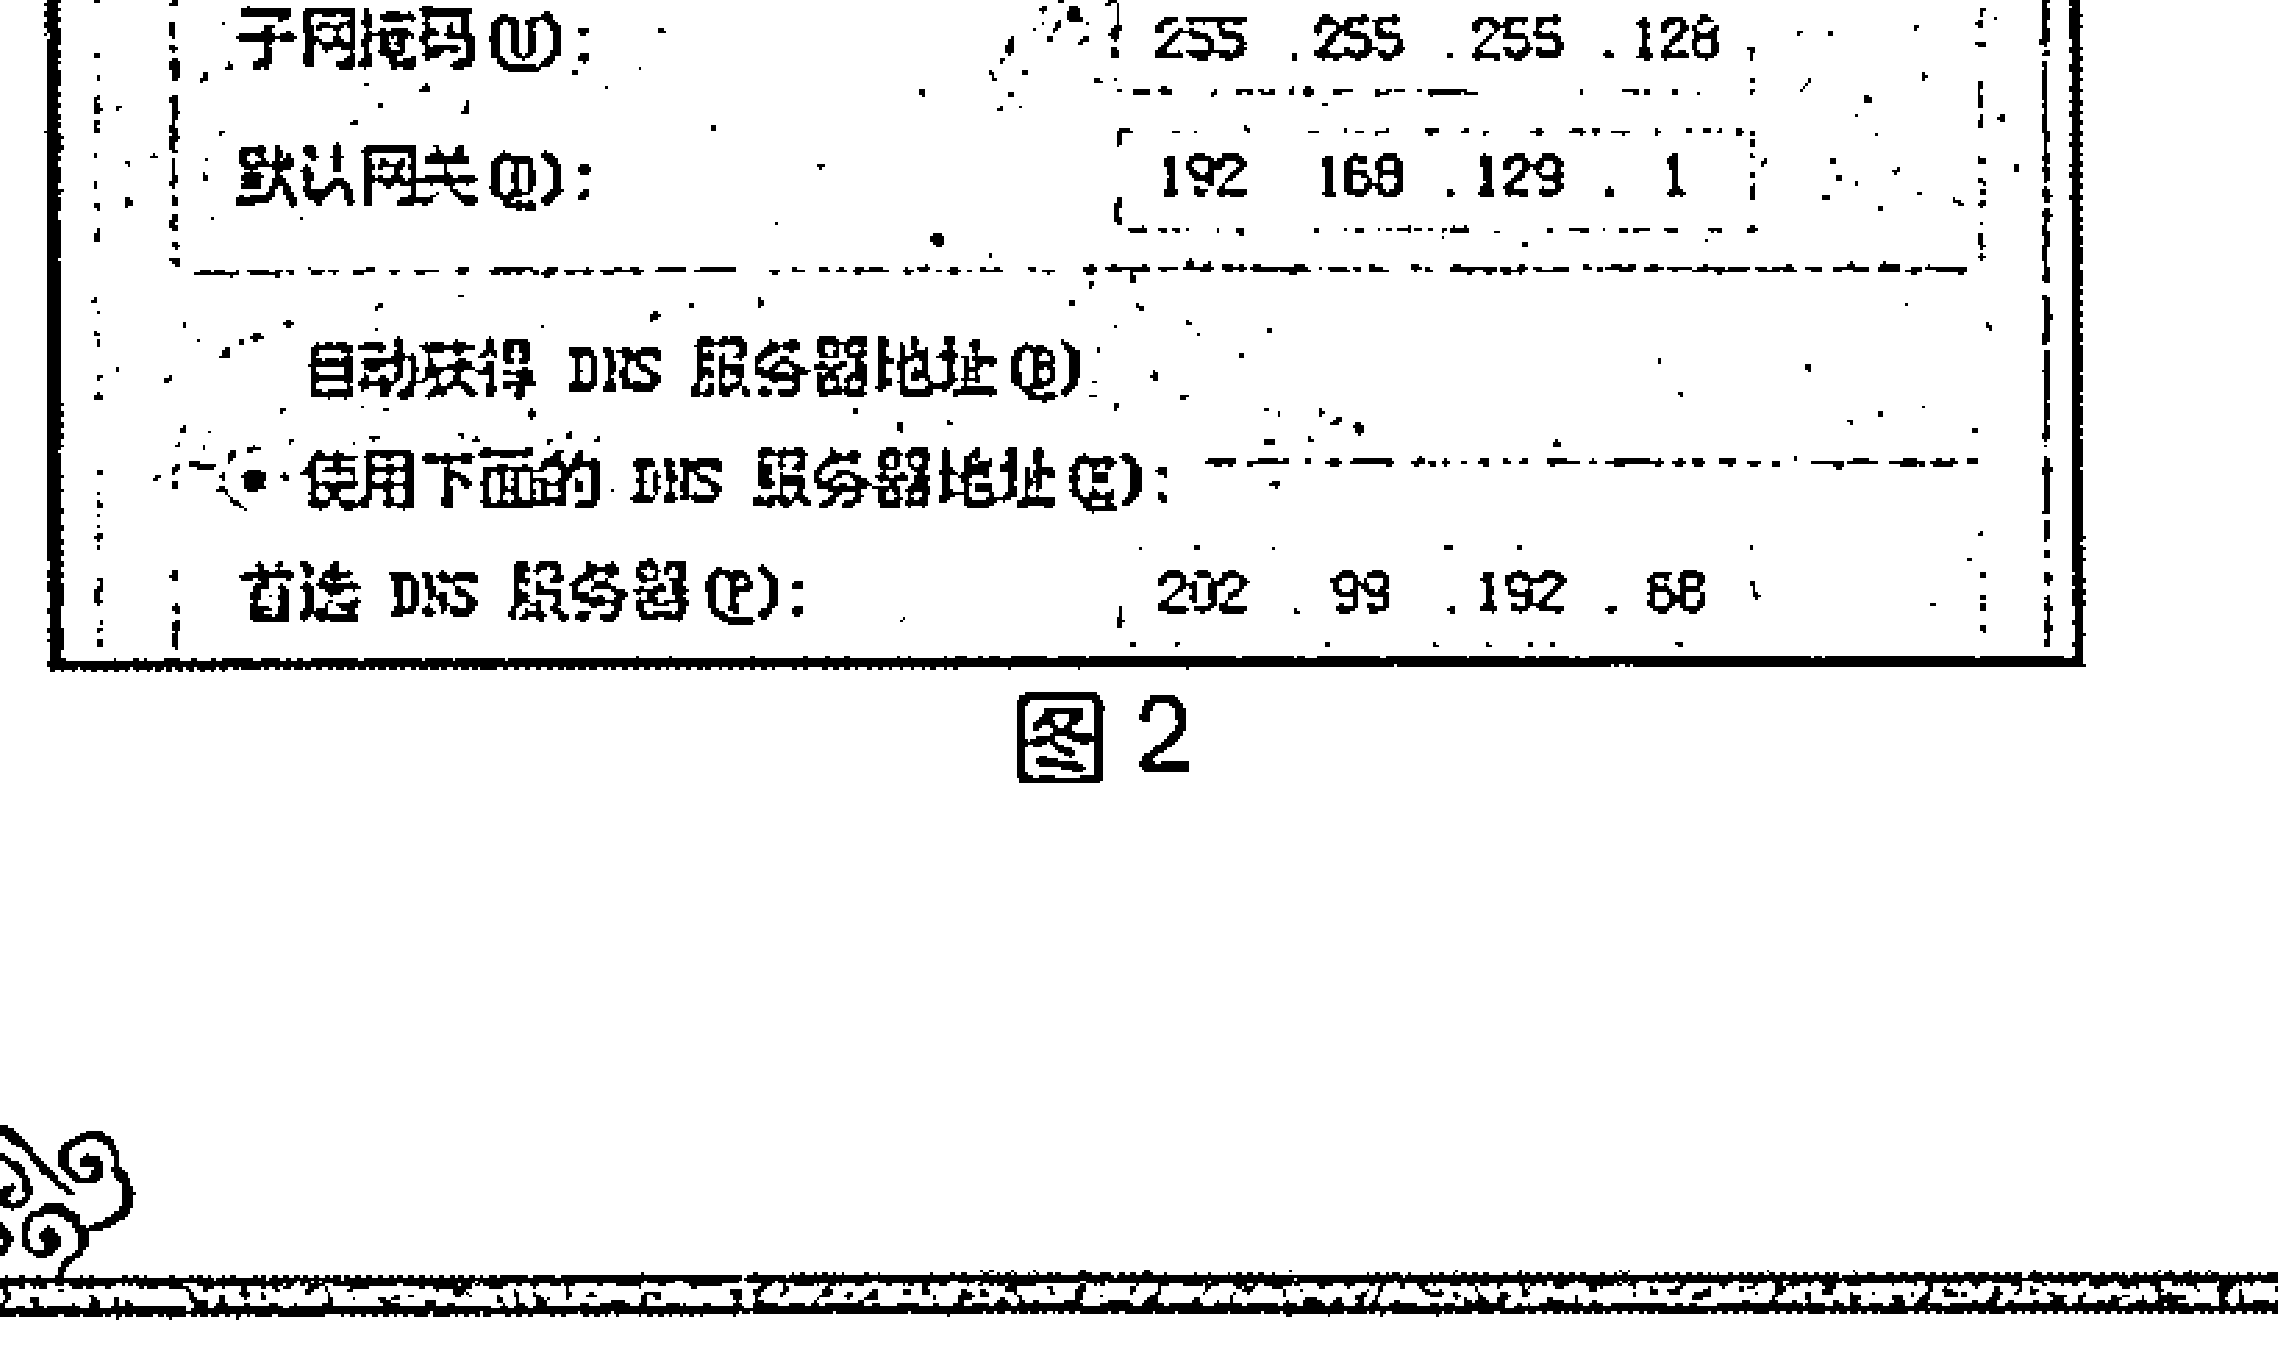 子网掩码(U): 255 .255 .255 .128
默认网关(D): 192 168 .129 . 1
自动获得 DNS 服务器地址(B)
使用下面的 DNS 服务器地址(E):
首选 DNS 服务器(P): 202 . 99 .192 . 68
图 2